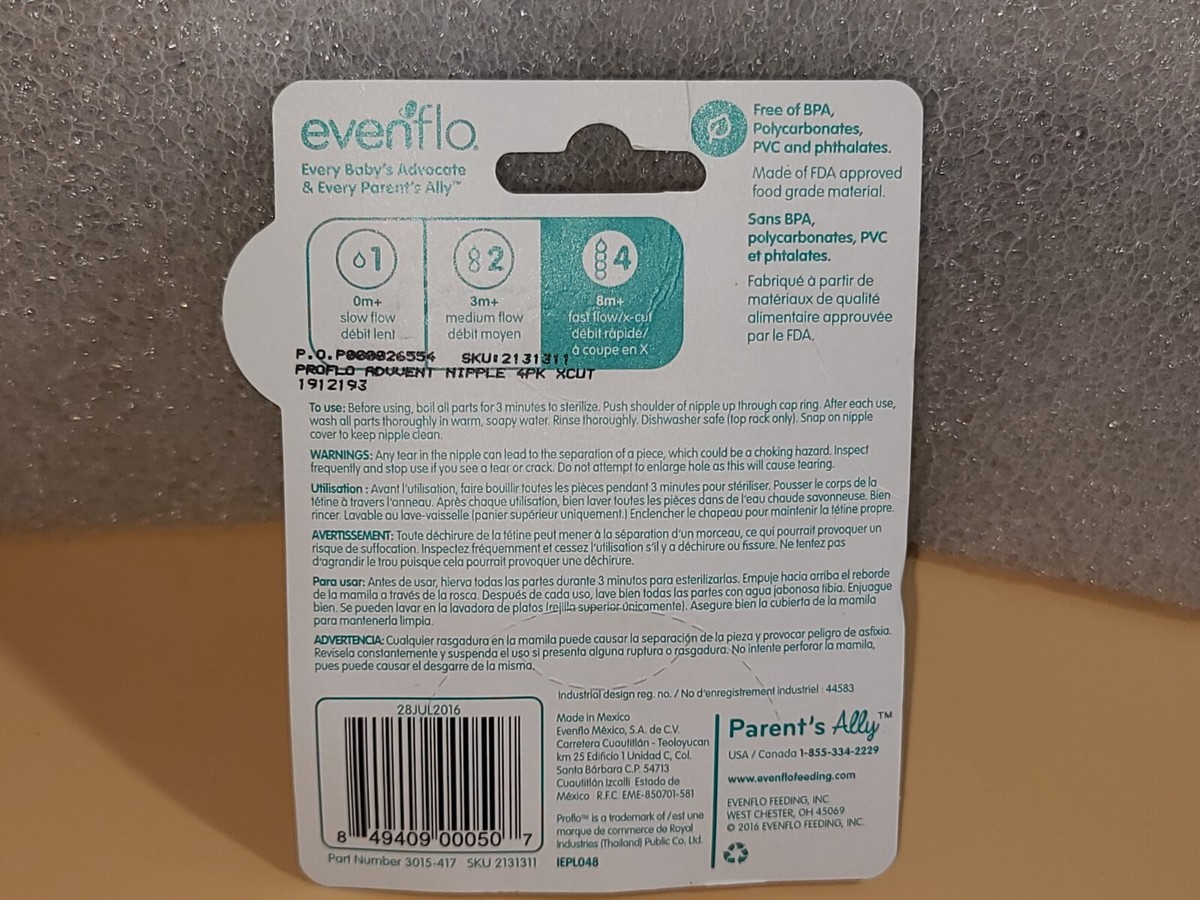 evenflo.
Every Baby's Advocate
& Every Parent's Ally™
Free of BPA,
Polycarbonates,
PVC and phthalates.
Made of FDA approved
food grade material.
Sans BPA,
polycarbonates, PVC
et phtalates.
Fabriqué à partir de
matériaux de qualité
alimentaire approuvée
par le FDA.
1
0m+
slow flow
débit lent
2
3m+
medium flow
débit moyen
4
8m+
fast flow/x-cut
débit rapide/
à coupe en X
P.O.P000026554 SKU:2131311
PROFLO ADVVENT NIPPLE 4PK XCUT
1912193
To use: Before using, boil all parts for 3 minutes to sterilize. Push shoulder of nipple up through cap ring. After each use,
wash all parts thoroughly in warm, soapy water. Rinse thoroughly. Dishwasher safe (top rack only). Snap on nipple
cover to keep nipple clean.
WARNINGS: Any tear in the nipple can lead to the separation of a piece, which could be a choking hazard. Inspect
frequently and stop use if you see a tear or crack. Do not attempt to enlarge hole as this will cause tearing.
Utilisation : Avant l'utilisation, faire bouillir toutes les pièces pendant 3 minutes pour stériliser. Pousser le corps de la
tétine à travers l'anneau. Après chaque utilisation, bien laver toutes les pièces dans de l'eau chaude savonneuse. Bien
rincer. Lavable au lave-vaisselle (panier supérieur uniquement.) Enclencher le chapeau pour maintenir la tétine propre.
AVERTISSEMENT: Toute déchirure de la tétine peut mener à la séparation d'un morceau, ce qui pourrait provoquer un
risque de suffocation. Inspectez fréquemment et cessez l'utilisation s'il y a déchirure ou fissure. Ne tentez pas
d'agrandir le trou puisque cela pourrait provoquer une déchirure.
Para usar: Antes de usar, hierva todas las partes durante 3 minutos para esterilizarlas. Empuje hacia arriba el reborde
de la mamila a través de la rosca. Después de cada uso, lave bien todas las partes con agua jabonosa tibia. Enjuague
bien. Se pueden lavar en la lavadora de platos (rejilla superior únicamente). Asegure bien la cubierta de la mamila
para mantenerla limpia.
ADVERTENCIA: Cualquier rasgadura en la mamila puede causar la separación de la pieza y provocar peligro de asfixia.
Revísela constantemente y suspenda el uso si presenta alguna ruptura o rasgadura. No intente perforar la mamila,
pues puede causar el desgarre de la misma.
Industrial design reg. no. / No d'enregistrement industriel : 44583
28JUL2016
8 49409 00050 7
Part Number 3015-417 SKU 2131311
Made in Mexico
Evenflo México, S.A. de C.V.
Carretera Cuautitlán - Teoloyucan
km 25 Edificio 1 Unidad C, Col.
Santa Bárbara C.P. 54713
Cuautitlán Izcalli Estado de
México R.F.C. EME-850701-581
Proflo™ is a trademark of /est une
marque de commerce de Royal
Industries (Thailand) Public Co. Ltd.
IEPL048
Parent's Ally™
USA / Canada 1-855-334-2229
www.evenflofeeding.com
EVENFLO FEEDING, INC.
WEST CHESTER, OH 45069
© 2016 EVENFLO FEEDING, INC.